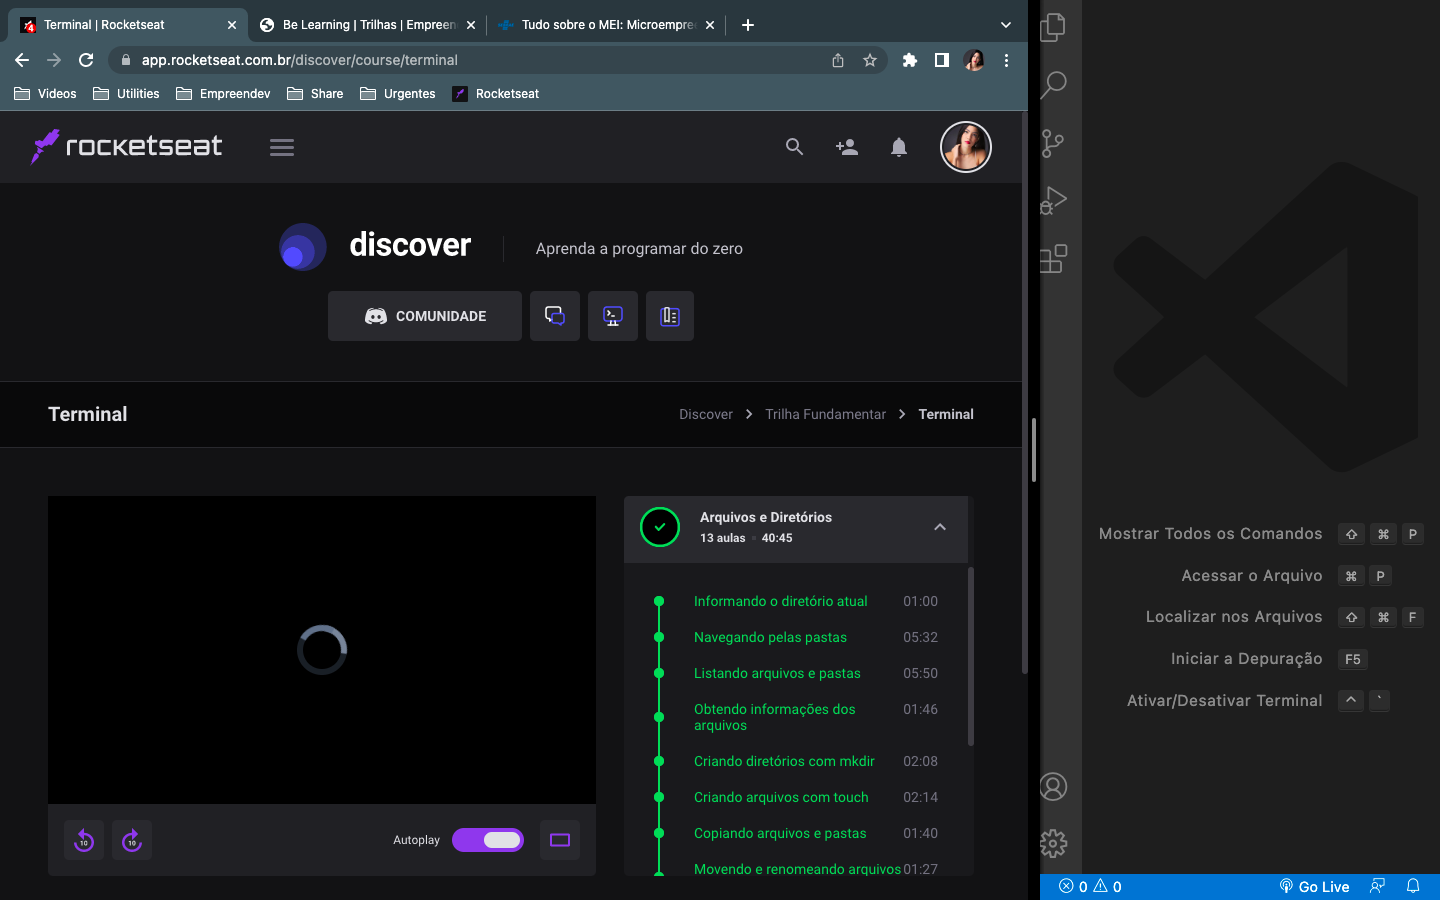 Terminal | Rocketseat
Be Learning | Trilhas | Empreen
Tudo sobre o MEI: Microempre
app.rocketseat.com.br/discover/course/terminal
Videos
Utilities
Empreendev
Share
Urgentes
Rocketseat
rocketseat
discover
Aprenda a programar do zero
COMUNIDADE
Terminal
Discover > Trilha Fundamentar > Terminal
Arquivos e Diretórios
13 aulas • 40:45
Informando o diretório atual 01:00
Navegando pelas pastas 05:32
Listando arquivos e pastas 05:50
Obtendo informações dos 01:46
arquivos
Criando diretórios com mkdir 02:08
Criando arquivos com touch 02:14
Copiando arquivos e pastas 01:40
Movendo e renomeando arquivos 01:27
10
10
Autoplay
Mostrar Todos os Comandos ⇧ ⌘ P
Acessar o Arquivo ⌘ P
Localizar nos Arquivos ⇧ ⌘ F
Iniciar a Depuração F5
Ativar/Desativar Terminal ^ `
0 0
Go Live